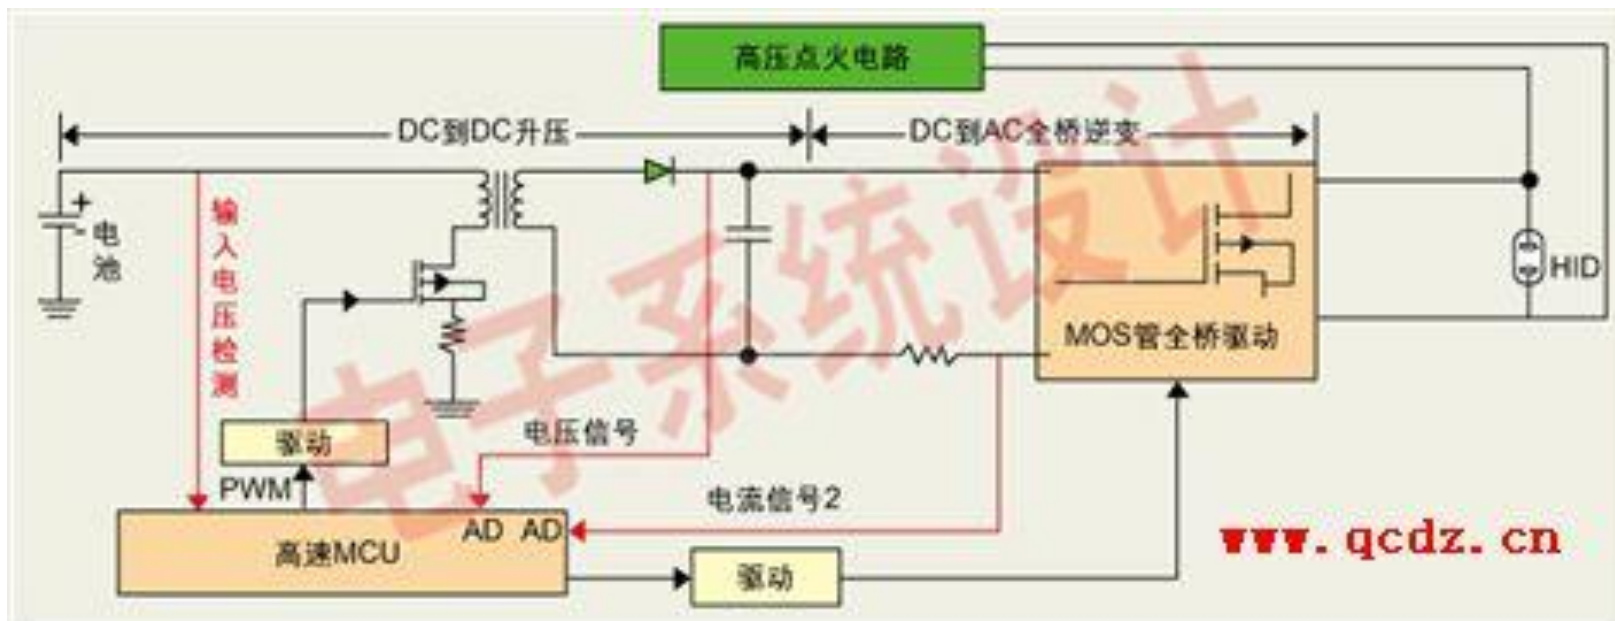 高压点火电路
DC到DC升压
DC到AC全桥逆变
+
-
电池
输入电压检测
HID
MOS管全桥驱动
驱动
电压信号
PWM
电流信号2
AD AD
高速MCU
驱动
www.qcdz.cn
电子系统设计